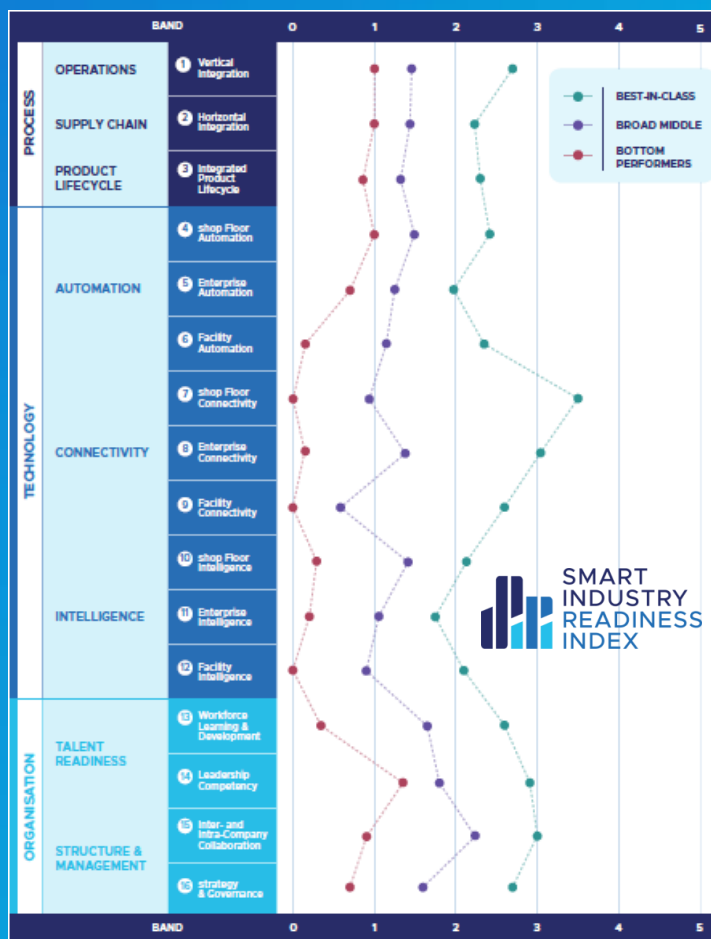 BAND 0 1 2 3 4 5
PROCESS
OPERATIONS
1 Vertical
Integration
SUPPLY CHAIN
2 Horizontal
Integration
PRODUCT
LIFECYCLE
3 Integrated
Product
Lifecycle
BEST-IN-CLASS
BROAD MIDDLE
BOTTOM
PERFORMERS
TECHNOLOGY
AUTOMATION
4 shop Floor
Automation
5 Enterprise
Automation
6 Facility
Automation
CONNECTIVITY
7 shop Floor
Connectivity
8 Enterprise
Connectivity
9 Facility
Connectivity
INTELLIGENCE
10 shop Floor
Intelligence
11 Enterprise
Intelligence
12 Facility
Intelligence
SMART
INDUSTRY
READINESS
INDEX
ORGANISATION
TALENT
READINESS
13 Workforce
Learning &
Development
14 Leadership
Competency
STRUCTURE &
MANAGEMENT
15 Inter- and
Intra-Company
Collaboration
16 strategy
& Governance
BAND 0 1 2 3 4 5